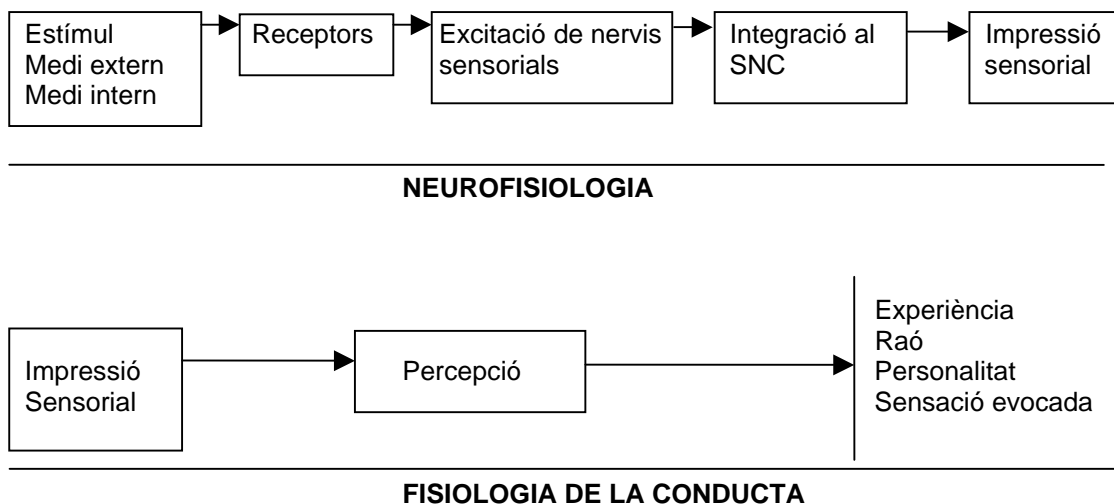 Estímul
Medi extern
Medi intern
Receptors
Excitació de nervis
sensorials
Integració al
SNC
Impressió
sensorial
NEUROFISIOLOGIA
Impressió
Sensorial
Percepció
Experiència
Raó
Personalitat
Sensació evocada
FISIOLOGIA DE LA CONDUCTA